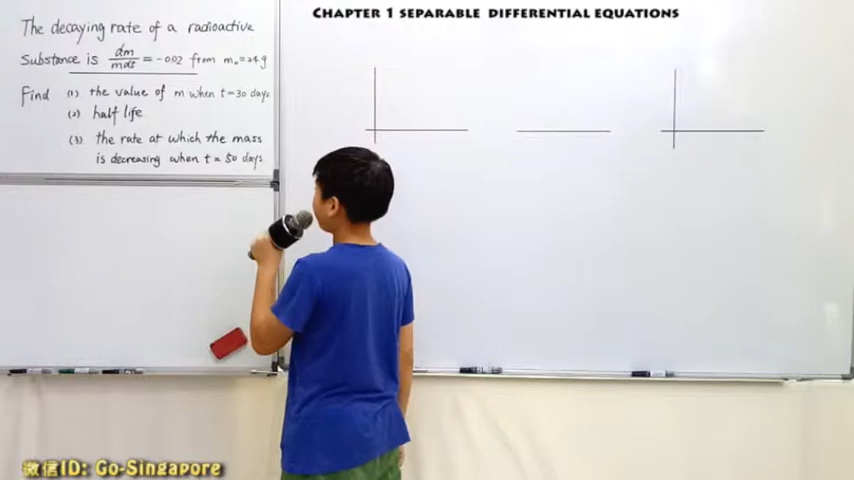 CHAPTER 1 SEPARABLE DIFFERENTIAL EQUATIONS
The decaying rate of a radioactive
Substance is dm/mdt = -0.02 from m₀=24g
Find (1) the value of m when t=30 days
(2) half life
(3) the rate at which the mass
is decreasing when t=50 days
微信ID: Go-Singapore